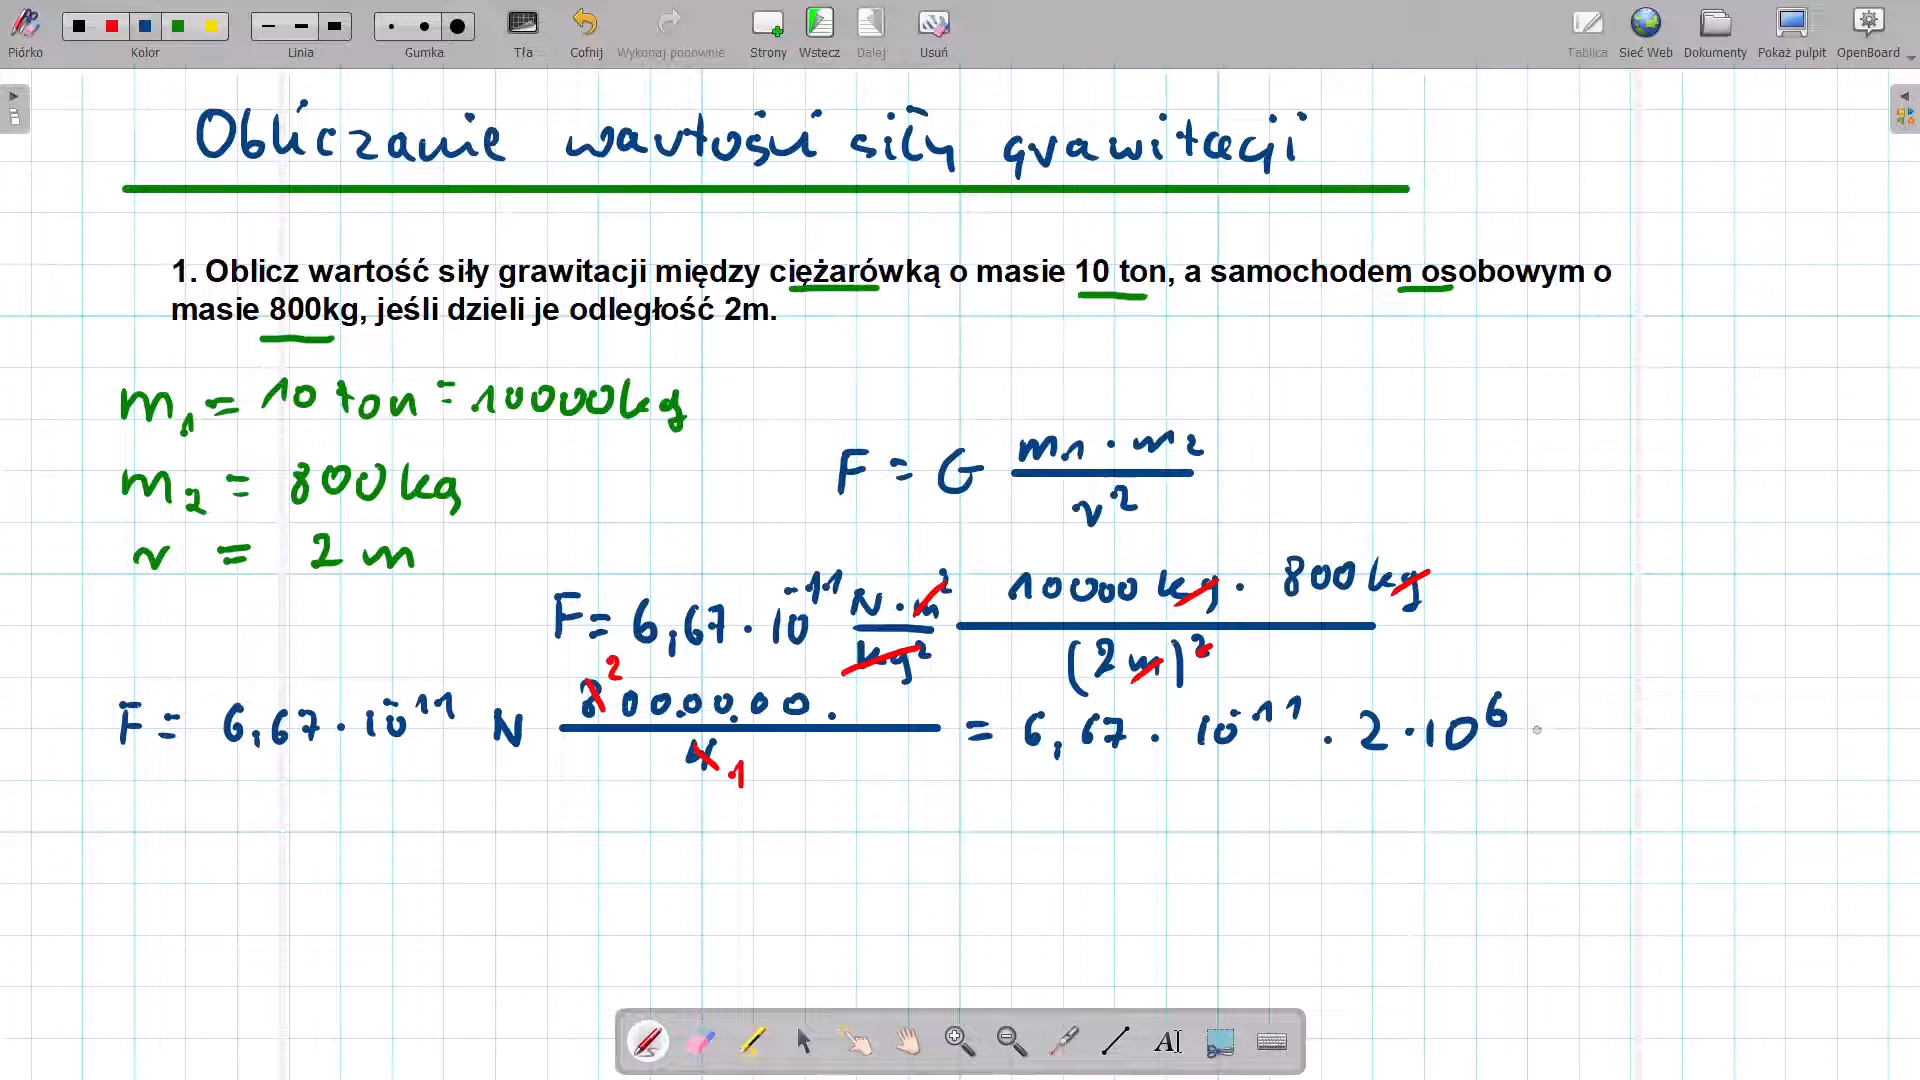 Piórko Kolor Linia Gumka Tła Cofnij Wykonaj ponownie Strony Wstecz Dalej Usuń Tablica Sieć Web Dokumenty Pokaż pulpit OpenBoard
Obliczanie wartości siły grawitacji
1. Oblicz wartość siły grawitacji między ciężarówką o masie 10 ton, a samochodem osobowym o
masie 800kg, jeśli dzieli je odległość 2m.
m₁ = 10 ton = 10000kg
m₂ = 800kg
r = 2 m
F = G m₁ · m₂ / r²
F = 6,67 · 10⁻¹¹ N · m² / kg² 10000 kg · 800 kg / (2 m)²
F = 6,67 · 10⁻¹¹ N 8000000 / 4 = 6,67 · 10⁻¹¹ · 2 · 10⁶
2
1